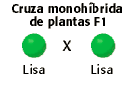 Cruza monohíbrida
de plantas F1
X
Lisa Lisa